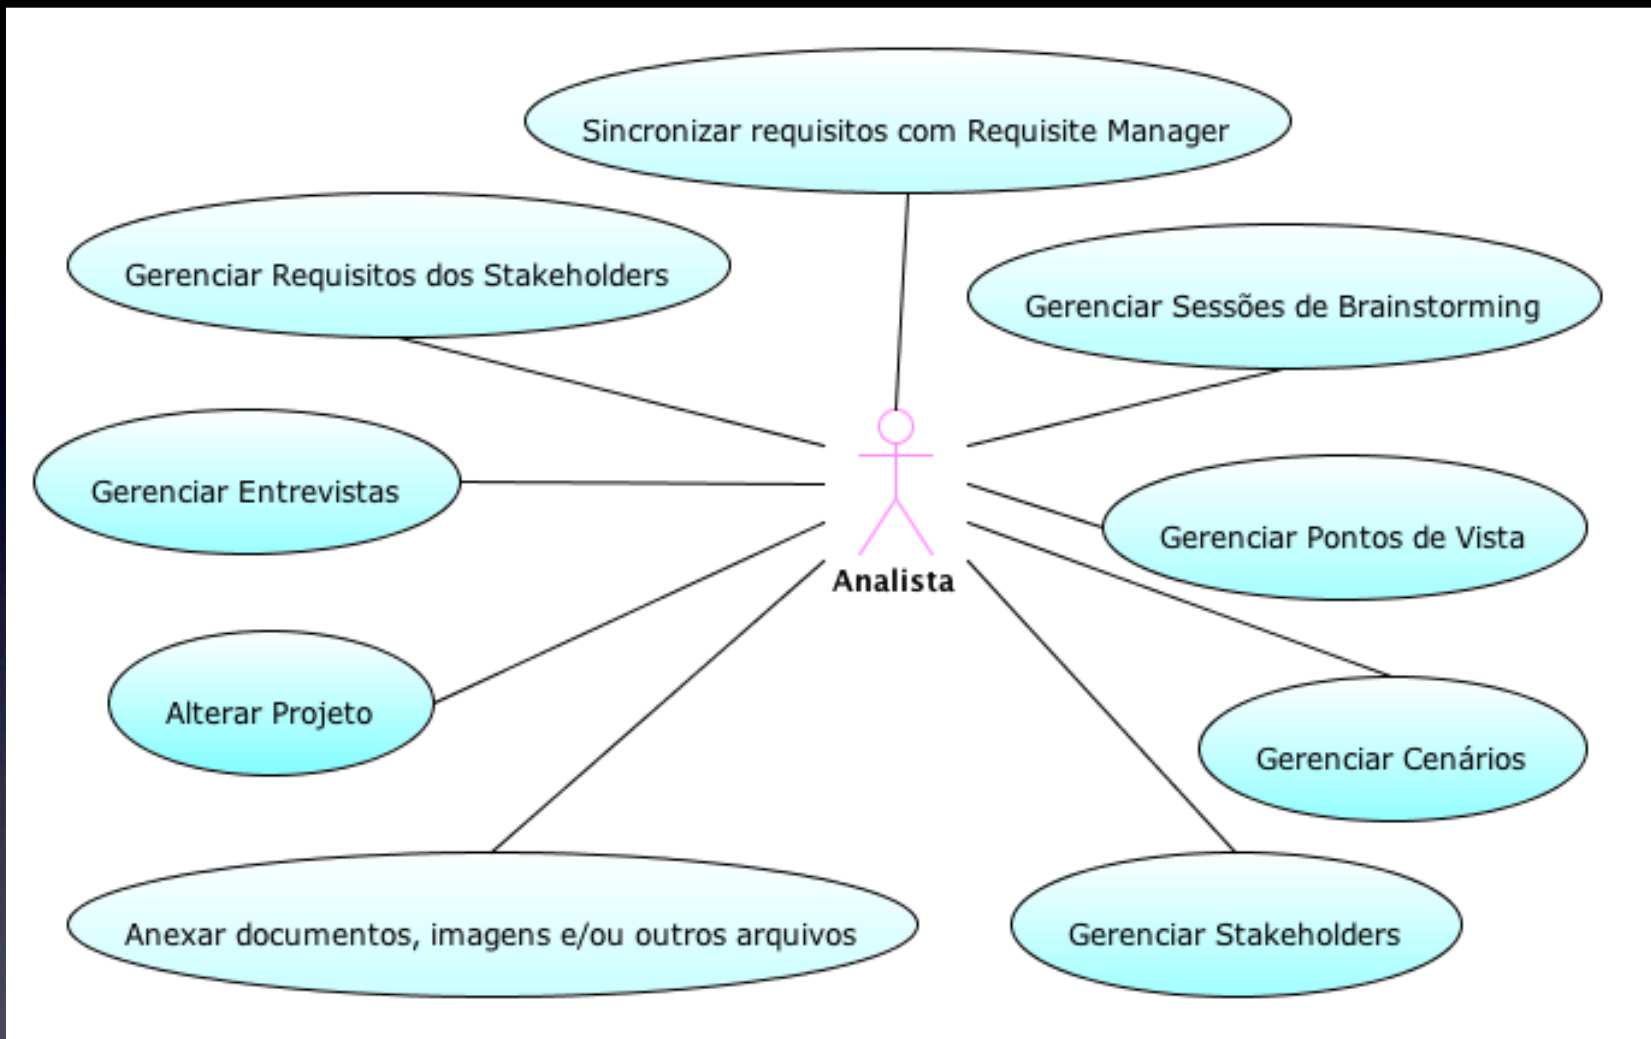 Sincronizar requisitos com Requisite Manager
Gerenciar Requisitos dos Stakeholders
Gerenciar Sessões de Brainstorming
Gerenciar Entrevistas
Gerenciar Pontos de Vista
Analista
Alterar Projeto
Gerenciar Cenários
Anexar documentos, imagens e/ou outros arquivos
Gerenciar Stakeholders